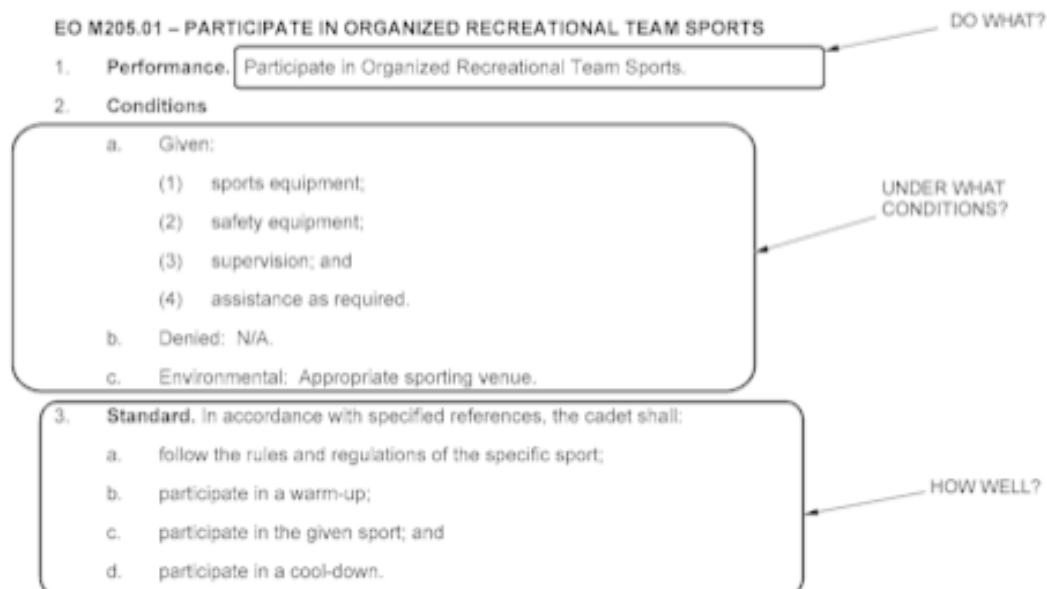 EO M205.01 – PARTICIPATE IN ORGANIZED RECREATIONAL TEAM SPORTS
DO WHAT?
1. Performance. Participate in Organized Recreational Team Sports.
2. Conditions
a. Given:
(1) sports equipment;
(2) safety equipment;
UNDER WHAT
CONDITIONS?
(3) supervision; and
(4) assistance as required.
b. Denied: N/A.
c. Environmental: Appropriate sporting venue.
3. Standard. In accordance with specified references, the cadet shall:
a. follow the rules and regulations of the specific sport;
b. participate in a warm-up;
HOW WELL?
c. participate in the given sport; and
d. participate in a cool-down.